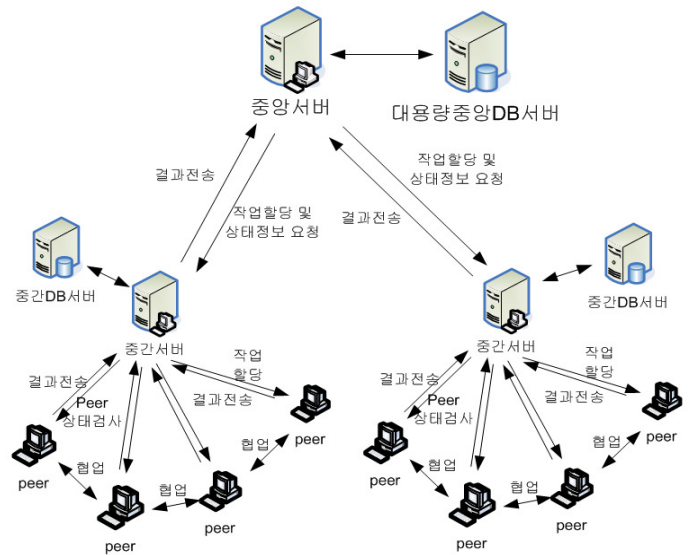 중앙서버
대용량중앙DB서버
결과전송
작업할당 및
상태정보 요청
작업할당 및
상태정보 요청
결과전송
중간DB서버
중간서버
중간DB서버
중간서버
결과전송
Peer
상태검사
작업
할당
결과전송
peer
peer
peer
peer
협업
협업
협업
결과전송
Peer
상태검사
작업
할당
결과전송
peer
peer
peer
peer
협업
협업
협업